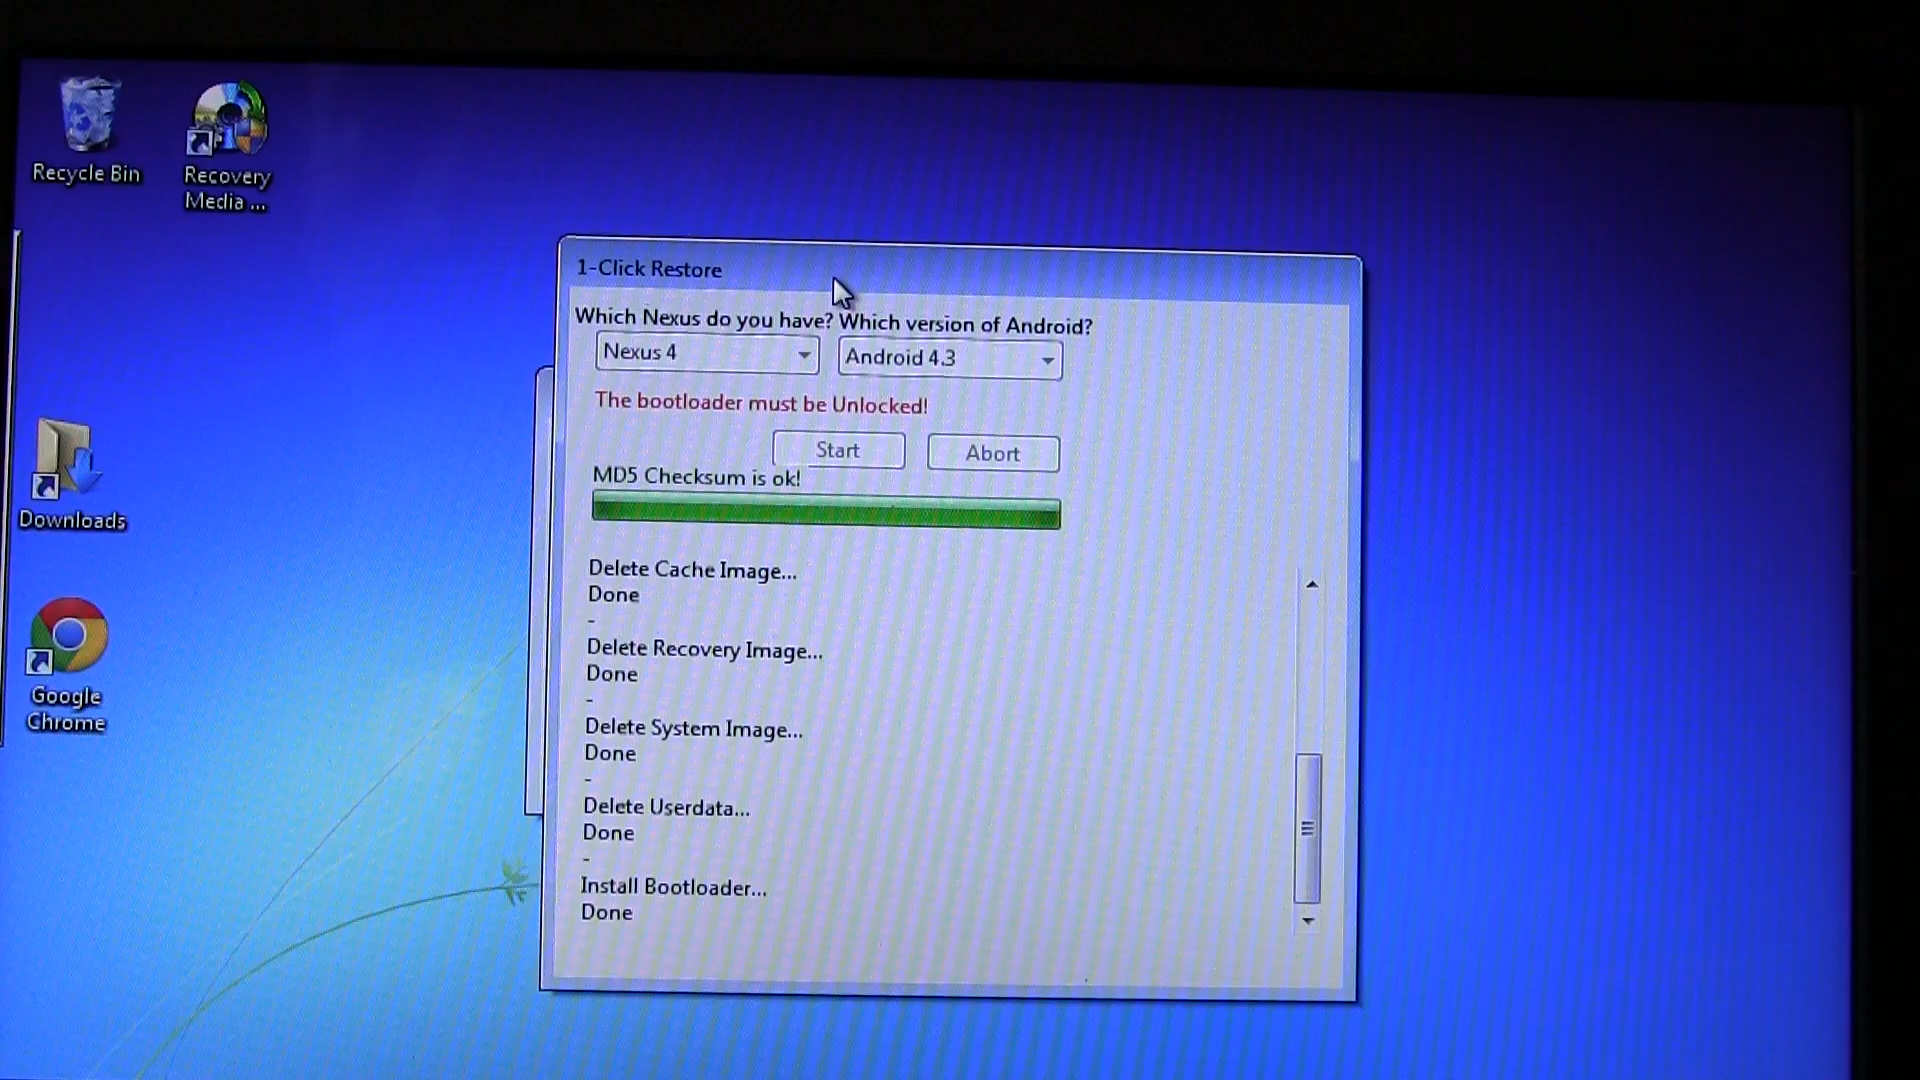 Recycle Bin
Recovery
Media ...
Downloads
Google
Chrome
1-Click Restore
Which Nexus do you have? Which version of Android?
Nexus 4
Android 4.3
The bootloader must be Unlocked!
Start
Abort
MD5 Checksum is ok!
Delete Cache Image...
Done
-
Delete Recovery Image...
Done
-
Delete System Image...
Done
-
Delete Userdata...
Done
-
Install Bootloader...
Done